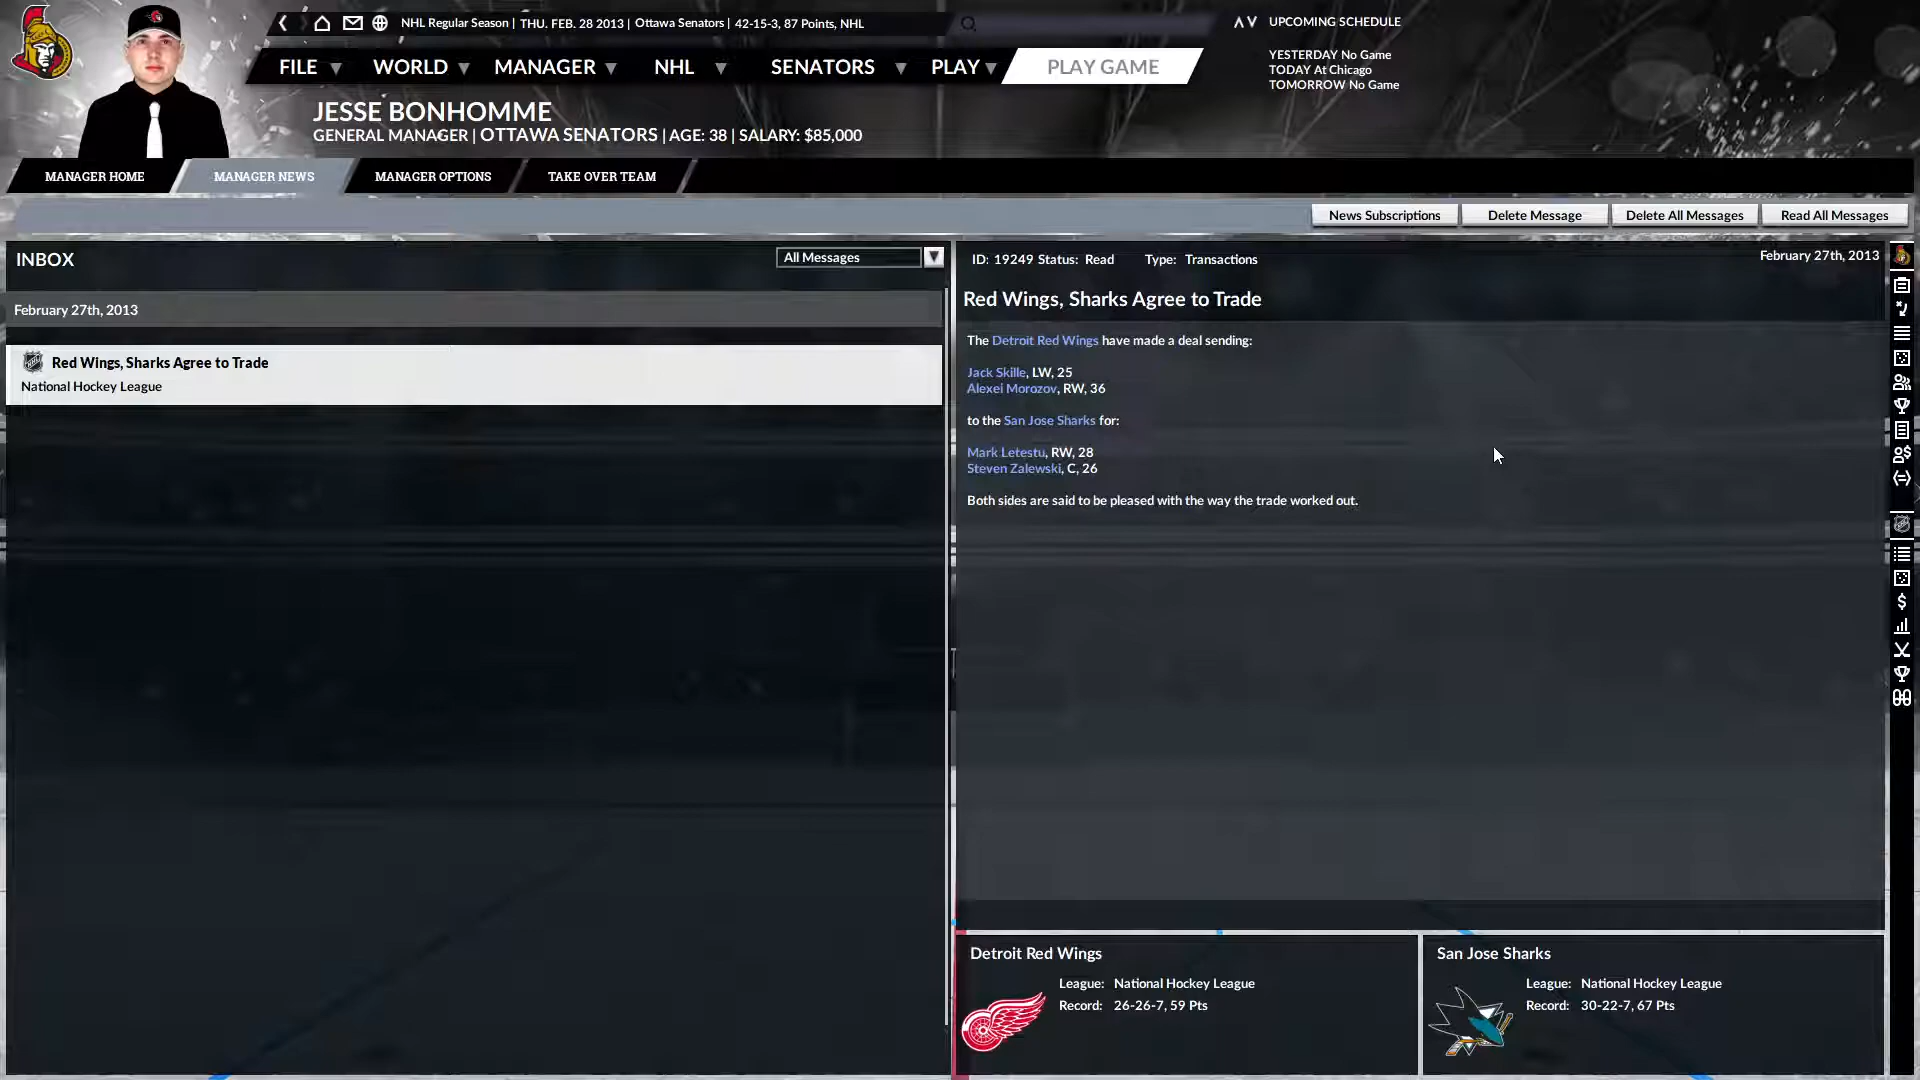 NHL Regular Season | THU. FEB. 28 2013 | Ottawa Senators | 42-15-3, 87 Points, NHL
UPCOMING SCHEDULE
YESTERDAY No Game
TODAY At Chicago
TOMORROW No Game
FILE WORLD MANAGER NHL SENATORS PLAY PLAY GAME
JESSE BONHOMME
GENERAL MANAGER | OTTAWA SENATORS | AGE: 38 | SALARY: $85,000
MANAGER HOME MANAGER NEWS MANAGER OPTIONS TAKE OVER TEAM
News Subscriptions Delete Message Delete All Messages Read All Messages
INBOX
All Messages
February 27th, 2013
Red Wings, Sharks Agree to Trade
National Hockey League
ID: 19249 Status: Read Type: Transactions
February 27th, 2013
Red Wings, Sharks Agree to Trade
The Detroit Red Wings have made a deal sending:
Jack Skille, LW, 25
Alexei Morozov, RW, 36
to the San Jose Sharks for:
Mark Letestu, RW, 28
Steven Zalewski, C, 26
Both sides are said to be pleased with the way the trade worked out.
Detroit Red Wings
League: National Hockey League
Record: 26-26-7, 59 Pts
San Jose Sharks
League: National Hockey League
Record: 30-22-7, 67 Pts